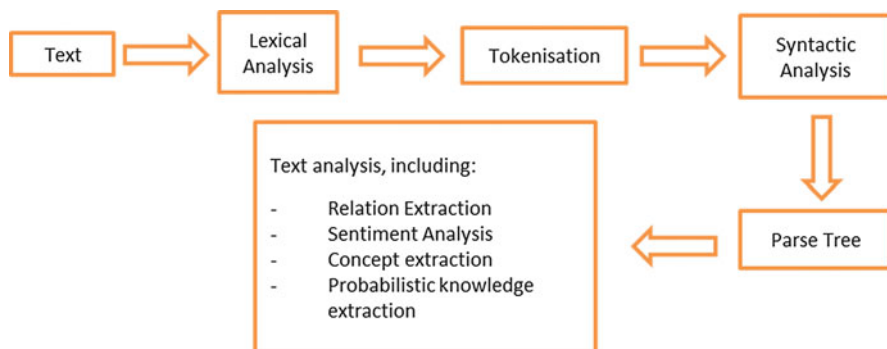 Text
Lexical
Analysis
Tokenisation
Syntactic
Analysis
Parse Tree
Text analysis, including:
- Relation Extraction
- Sentiment Analysis
- Concept extraction
- Probabilistic knowledge
extraction